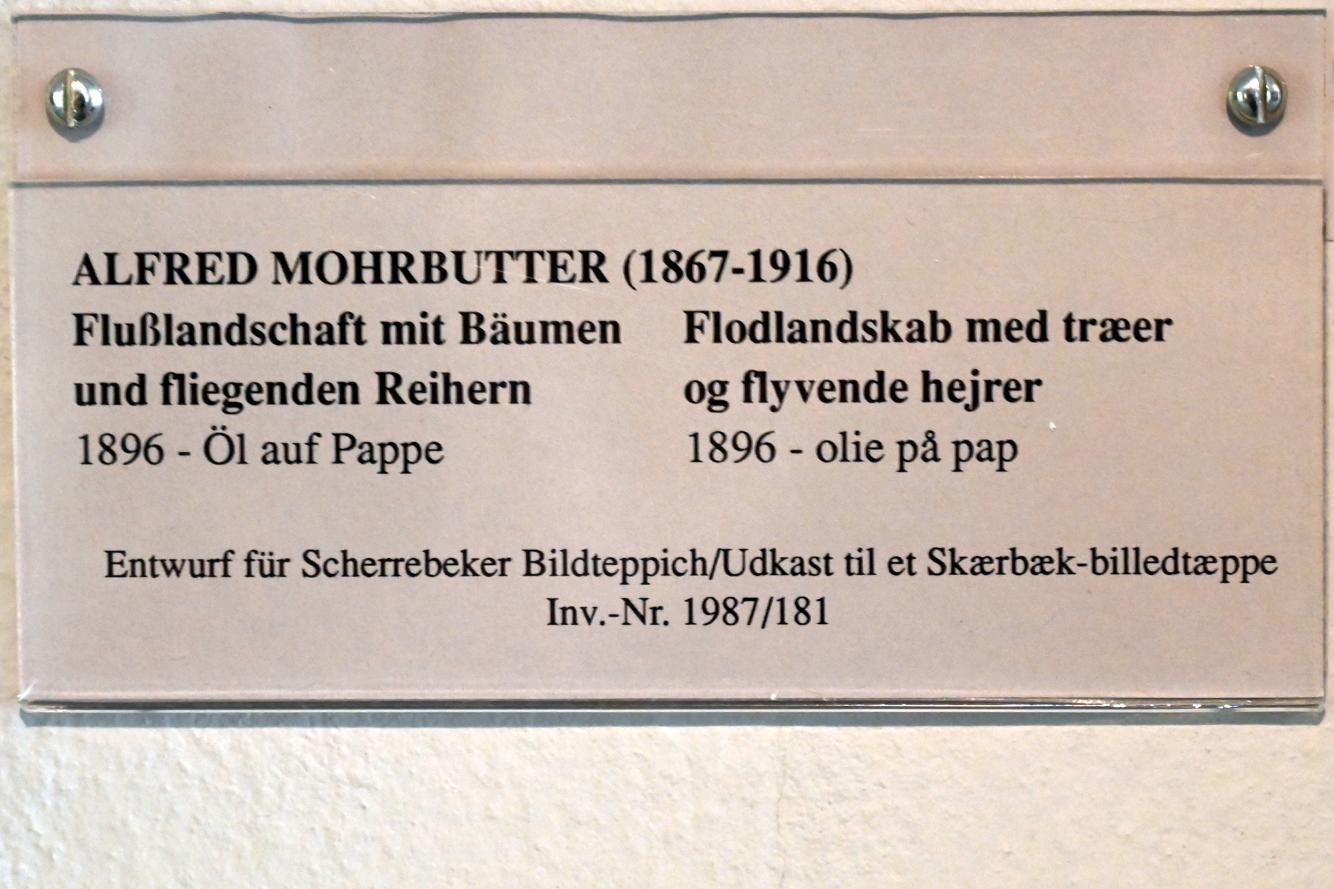 ALFRED MOHRBUTTER (1867-1916)
Flußlandschaft mit Bäumen
und fliegenden Reihern
1896 - Öl auf Pappe
Flodlandskab med træer
og flyvende hejrer
1896 - olie på pap
Entwurf für Scherrebeker Bildteppich/Udkast til et Skærbæk-billedtæppe
Inv.-Nr. 1987/181